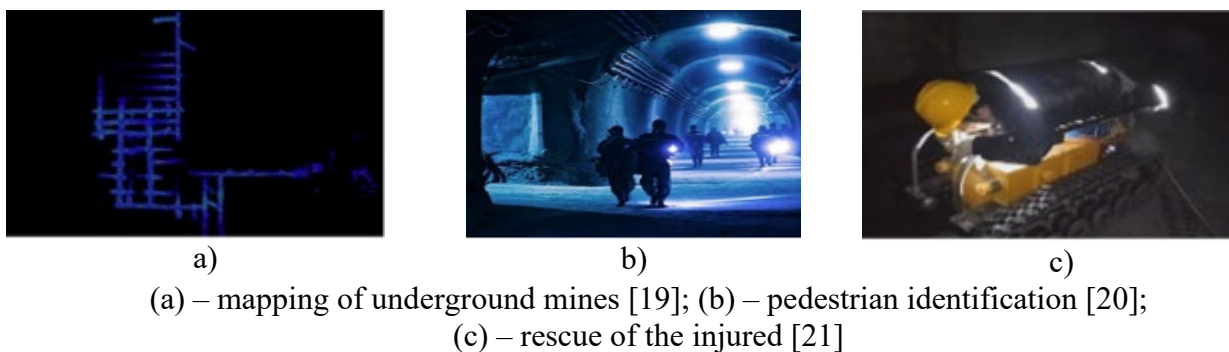 a)
b)
c)
(a) – mapping of underground mines [19]; (b) – pedestrian identification [20];
(c) – rescue of the injured [21]